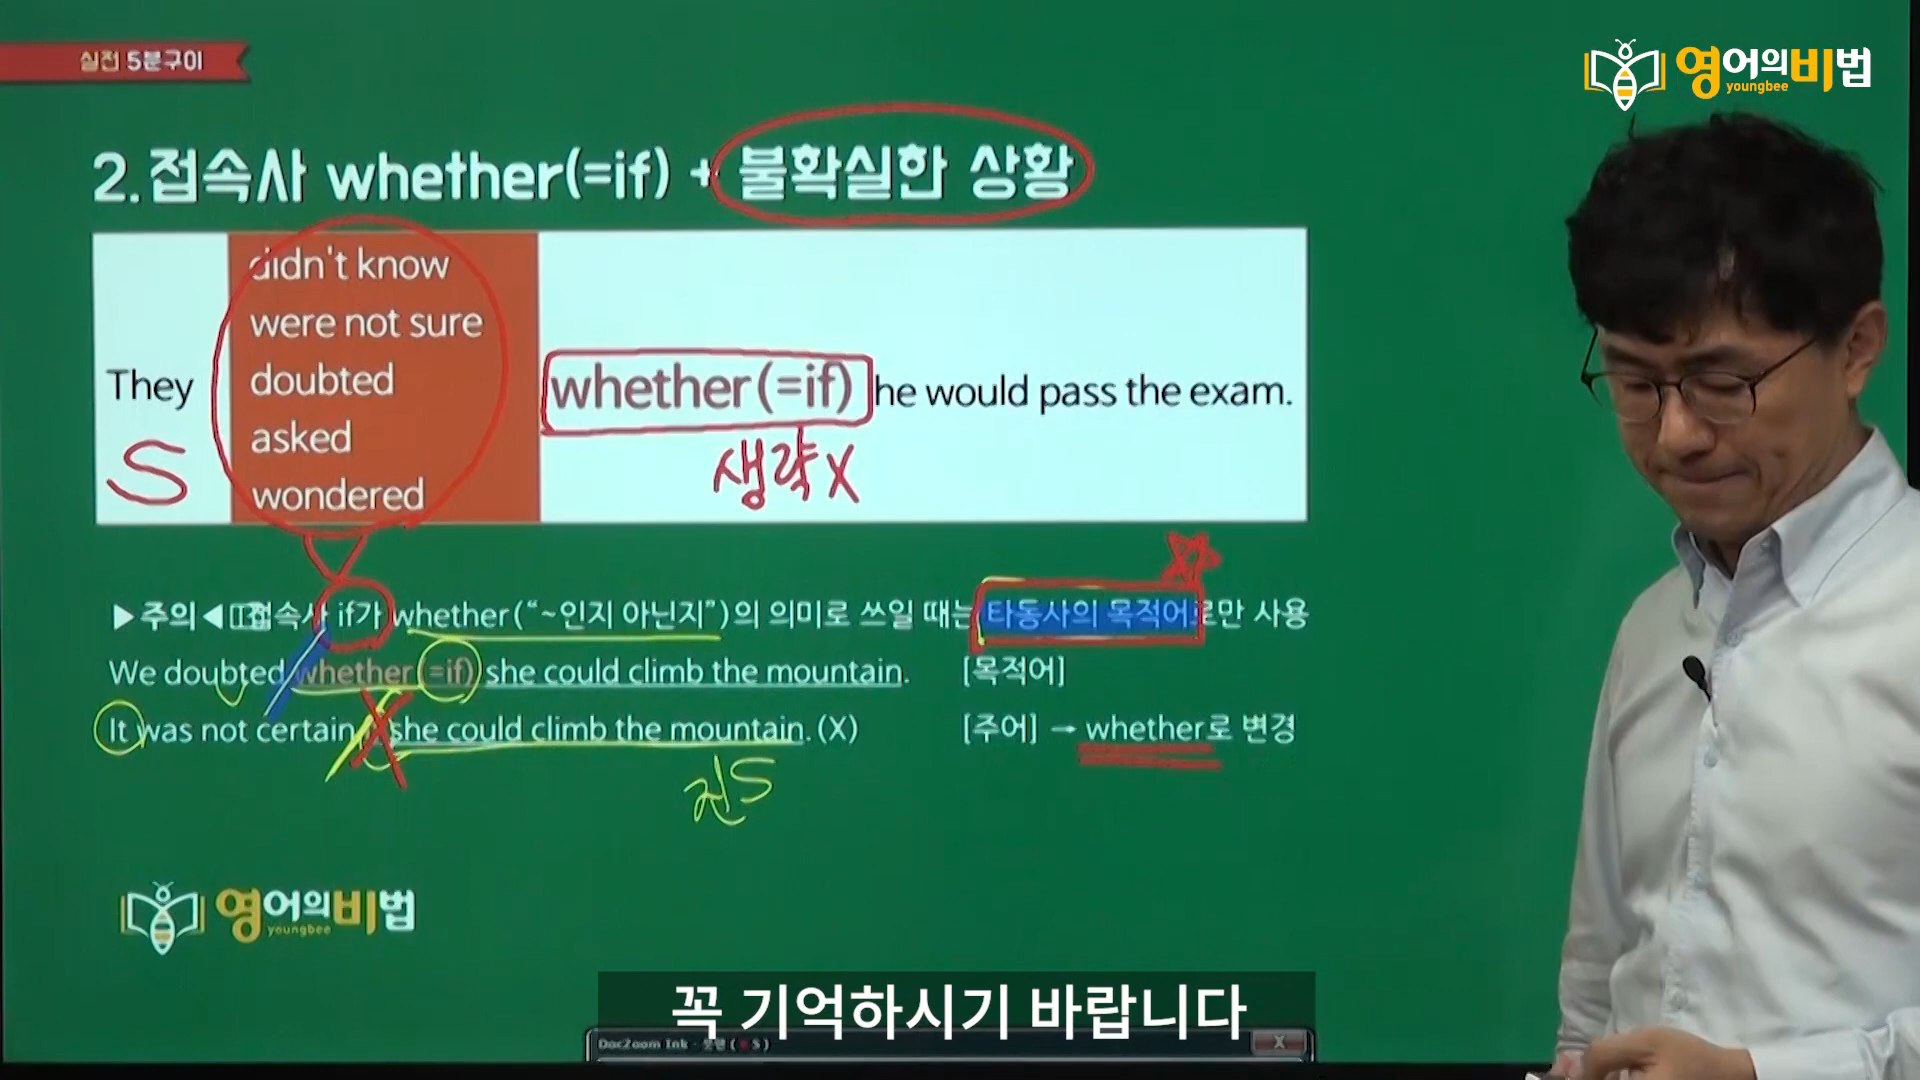 실전 5분구이
영어의비법
youngbee
2. 접속사 whether(=if) + 불확실한 상황
didn't know
were not sure
doubted
They
whether(=if) he would pass the exam.
asked
S
생략X
wondered
▶주의◀ 접속사 if가 whether(“~인지 아닌지”)의 의미로 쓰일 때는 타동사의 목적어로만 사용
We doubted whether(=if) she could climb the mountain. [목적어]
It was not certain she could climb the mountain. (X) [주어] → whether로 변경
진S
영어의비법
youngbee
꼭 기억하시기 바랍니다
DocZoom Ink
X